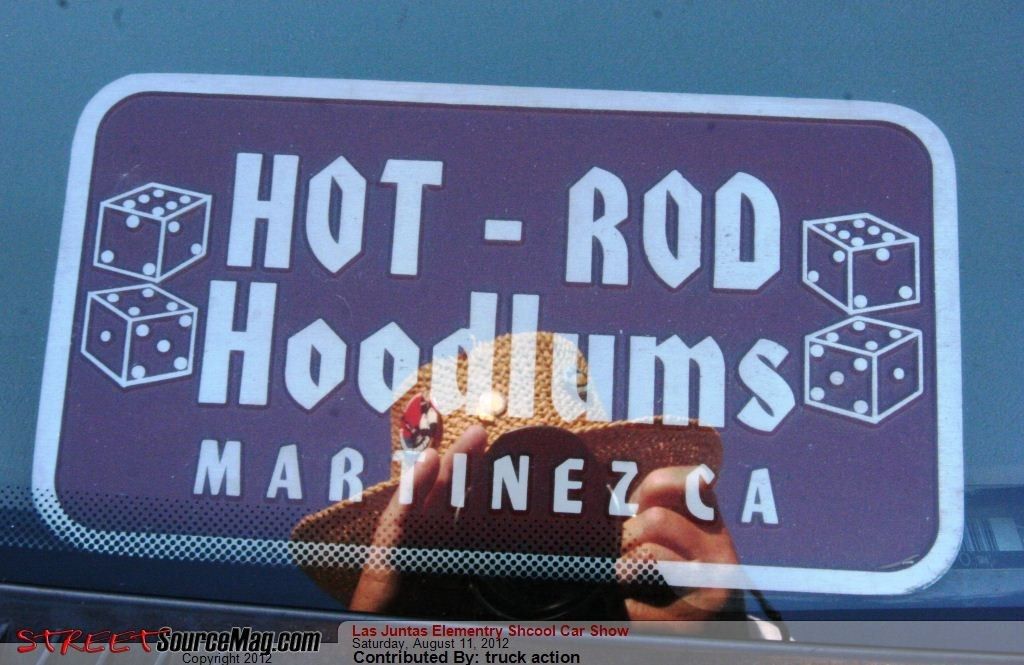 HOT - ROD
Hoodlums
MARTINEZ CA
STREETSourceMag.com
Copyright 2012
Las Juntas Elementry Shcool Car Show
Saturday, August 11, 2012
Contributed By: truck action